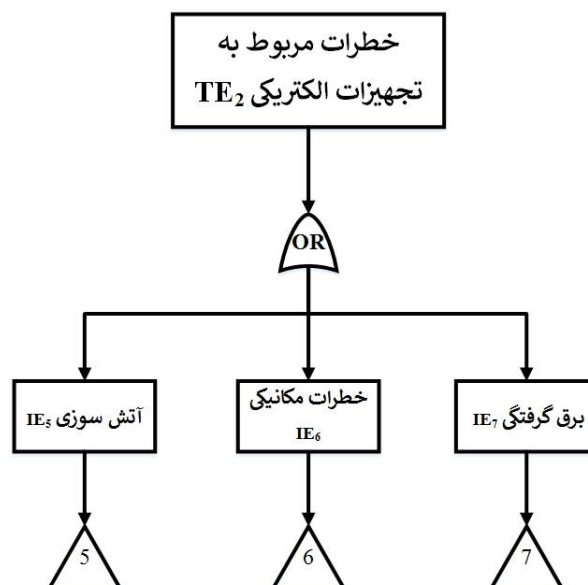 خطرات مربوط به
تجهیزات الکتریکی TE₂
OR
آتش سوزی IE₅
خطرات مکانیکی
IE₆
برق گرفتگی IE₇
5
6
7